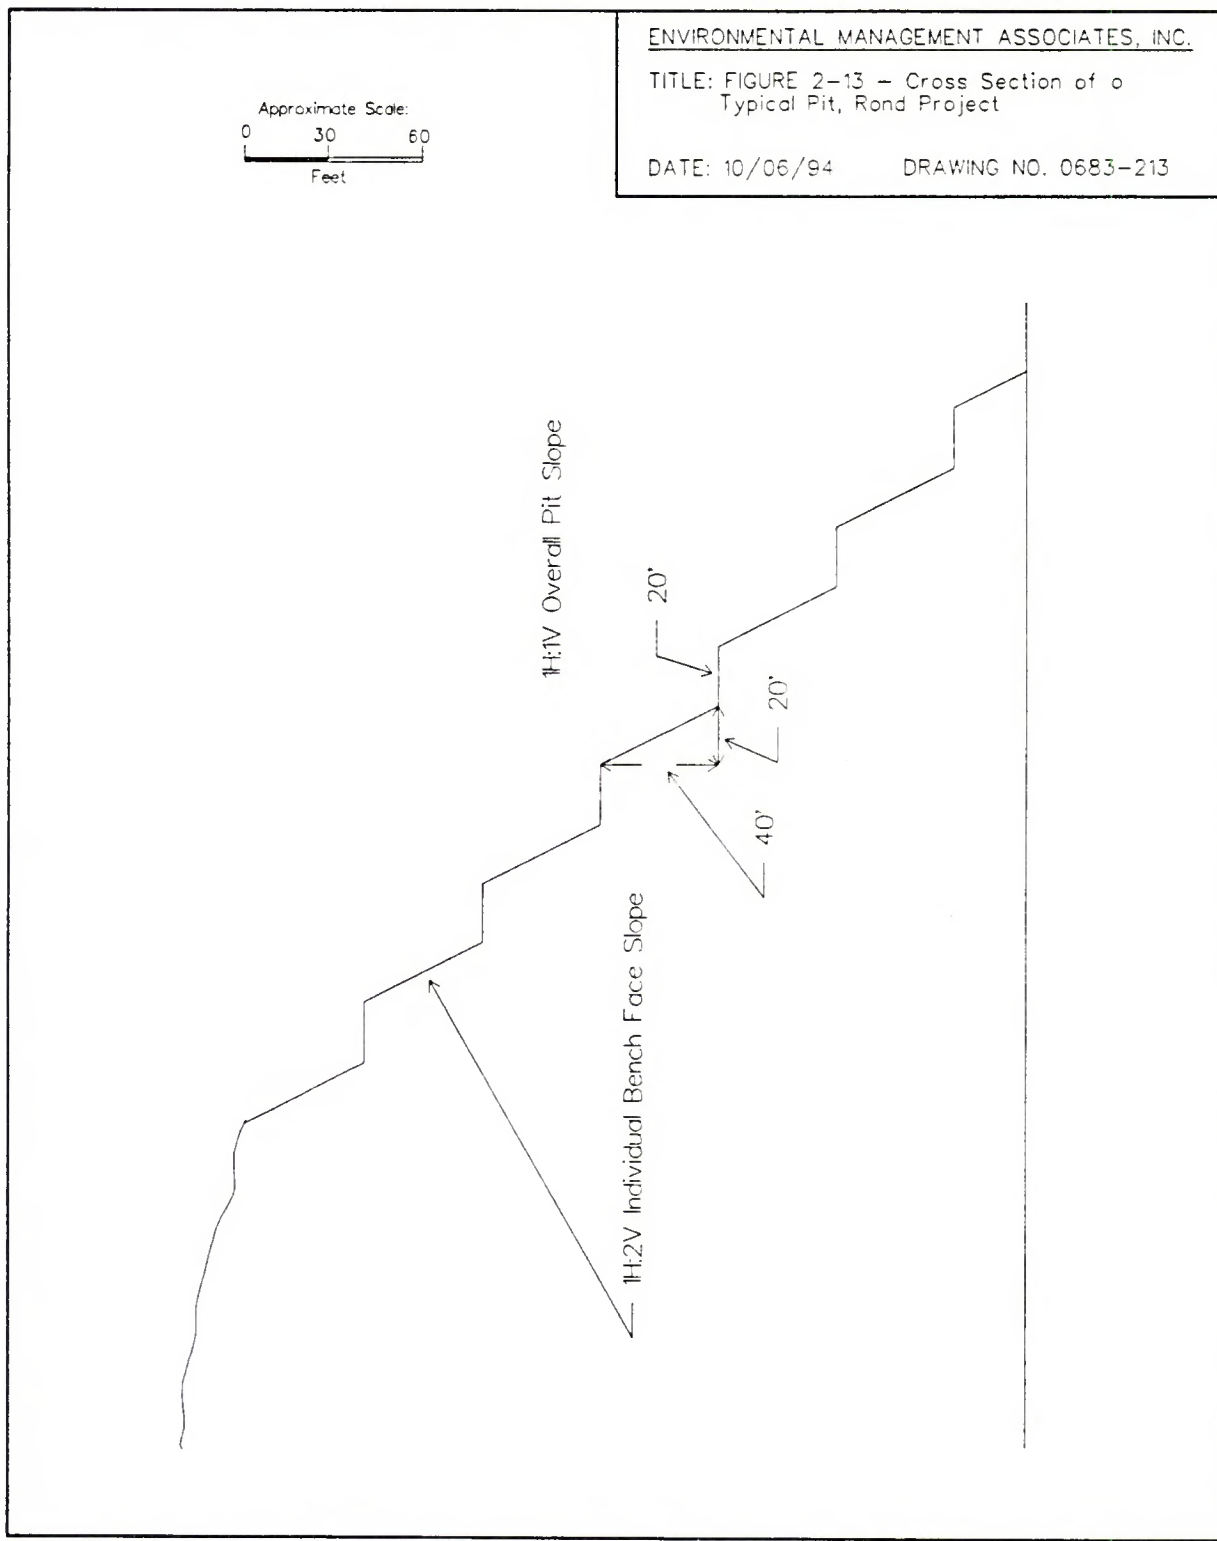 ENVIRONMENTAL MANAGEMENT ASSOCIATES, INC.
TITLE: FIGURE 2-13 - Cross Section of a
Typical Pit, Rand Project
DATE: 10/06/94 DRAWING NO. 0683-213
Approximate Scale:
0 30 60
Feet
1H:1V Overall Pit Slope
20'
20'
40'
1H:2V Individual Bench Face Slope